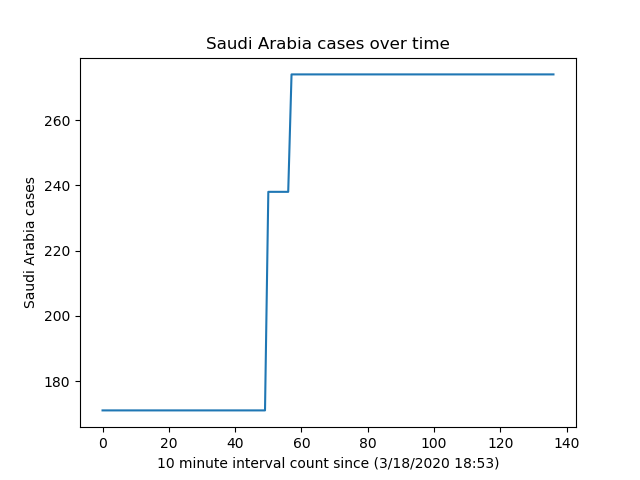 Saudi Arabia cases over time
Saudi Arabia cases
260
240
220
200
180
0 20 40 60 80 100 120 140
10 minute interval count since (3/18/2020 18:53)